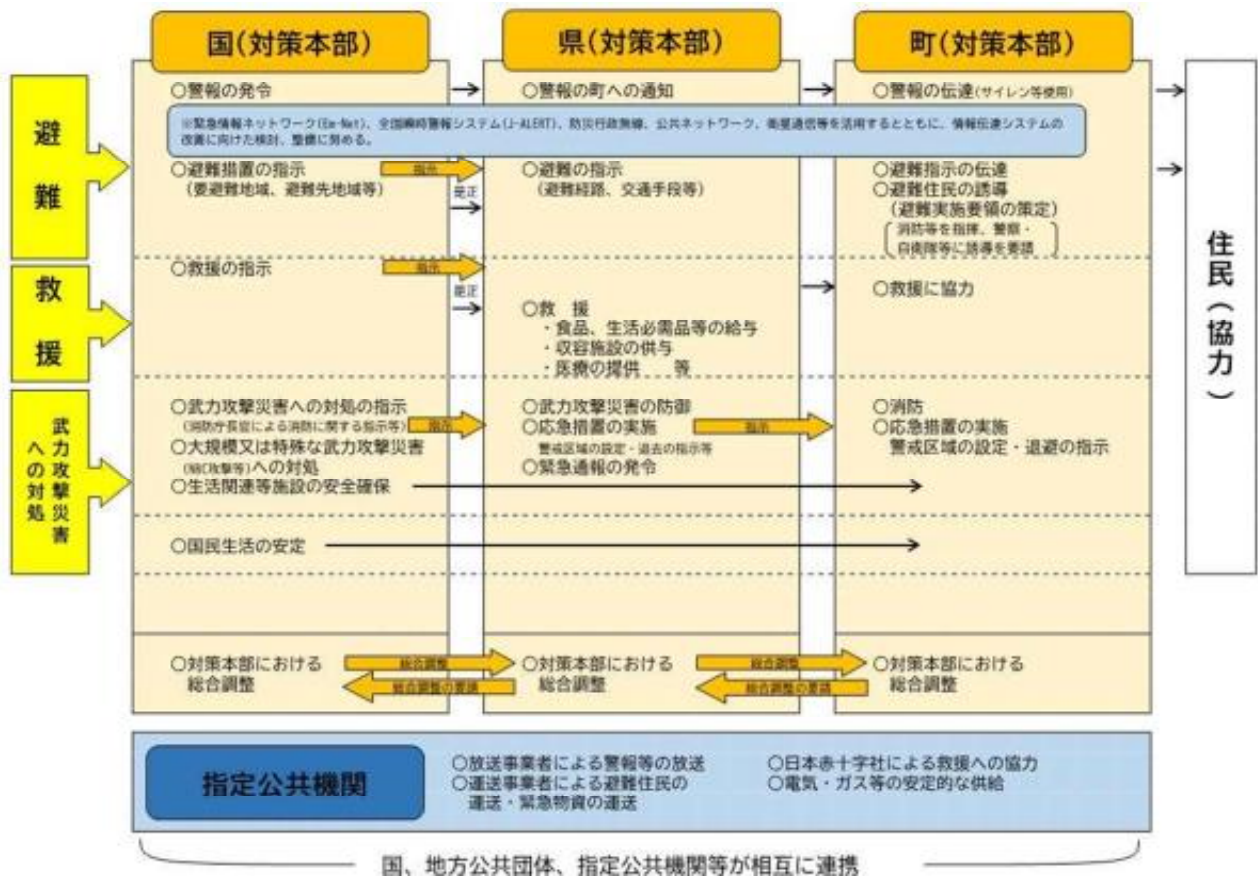 国(対策本部)
県(対策本部)
町(対策本部)
避難
○警報の発令
○警報の町への通知
○警報の伝達(サイレン等使用)
※緊急情報ネットワーク(Em-Net)、全国瞬時警報システム(J-ALERT)、防災行政無線、公共ネットワーク、衛星通信等を活用するとともに、情報伝達システムの
改善に向けた検討、整備に努める。
○避難措置の指示
(要避難地域、避難先地域等)
指示
是正
○避難の指示
(避難経路、交通手段等)
○避難指示の伝達
○避難住民の誘導
(避難実施要領の策定)
消防等を指揮、警察・
自衛隊等に誘導を要請
救援
○救援の指示
指示
是正
○救 援
・食品、生活必需品等の給与
・収容施設の供与
・医療の提供 等
○救援に協力
武力攻撃災害
への対処
○武力攻撃災害への対処の指示
(消防庁長官による消防に関する指示等)
指示
○大規模又は特殊な武力攻撃災害
(NBC攻撃等)への対処
○生活関連等施設の安全確保
○武力攻撃災害の防御
○応急措置の実施
警戒区域の設定・退去の指示等
○緊急通報の発令
指示
○消防
○応急措置の実施
警戒区域の設定・退避の指示
○国民生活の安定
○対策本部における
総合調整
総合調整
総合調整の要請
○対策本部における
総合調整
総合調整
総合調整の要請
○対策本部における
総合調整
住民(協力)
指定公共機関
○放送事業者による警報等の放送
○運送事業者による避難住民の
運送・緊急物資の運送
○日本赤十字社による救援への協力
○電気・ガス等の安定的な供給
国、地方公共団体、指定公共機関等が相互に連携